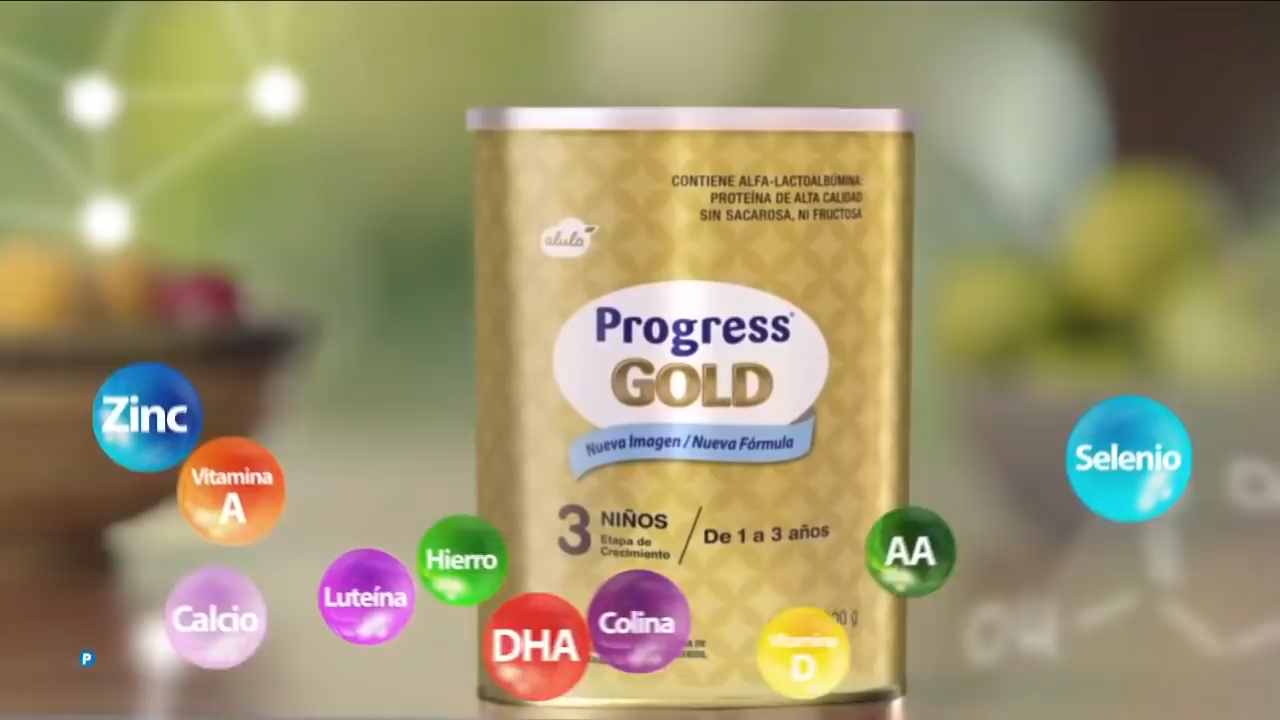 CONTIENE ALFA-LACTOALBÚMINA
PROTEÍNA DE ALTA CALIDAD
SIN SACAROSA, NI FRUCTOSA
alula
Progress
GOLD
Nueva Imagen / Nueva Fórmula
3 NIÑOS
Etapa de
Crecimiento
De 1 a 3 años
Zinc
Vitamina
A
Selenio
Hierro
AA
Luteína
Calcio
Colina
DHA
Vitamina
D
P
OH